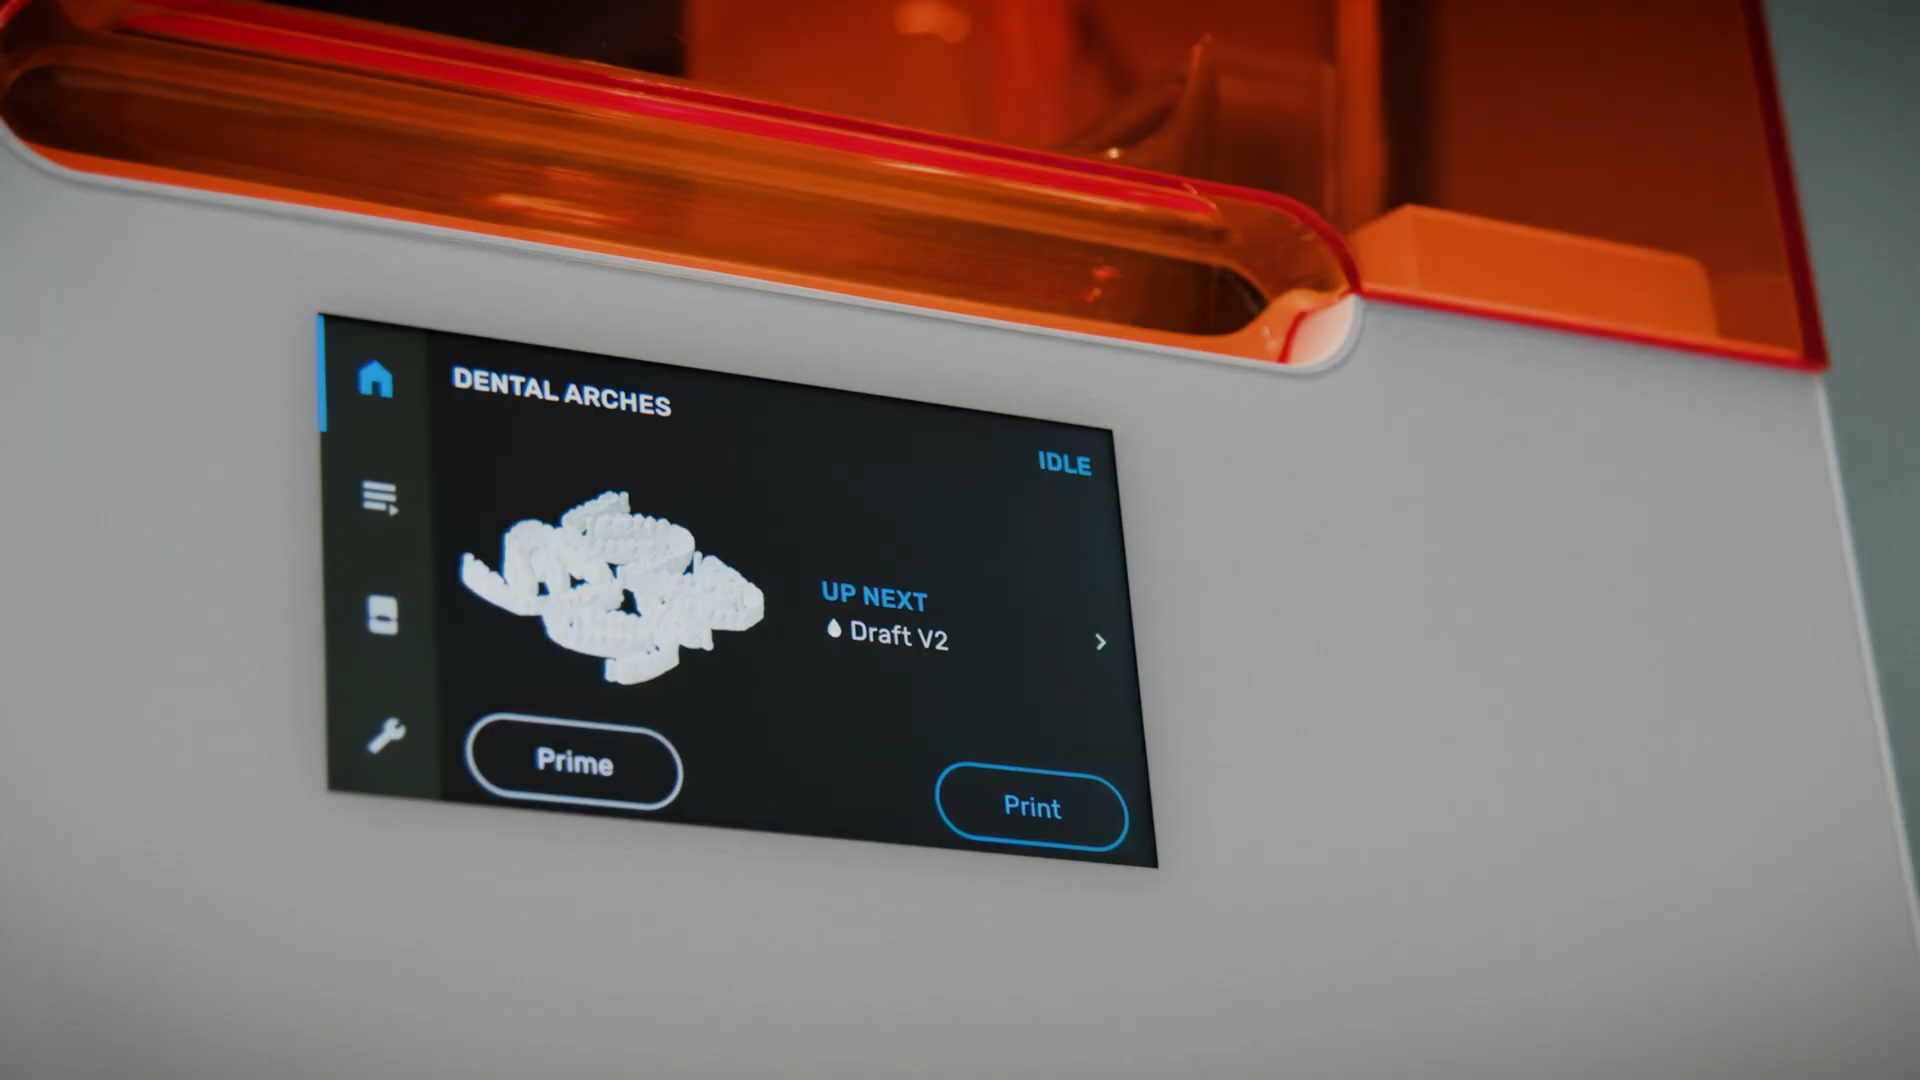 DENTAL ARCHES
IDLE
UP NEXT
Draft V2
Prime
Print